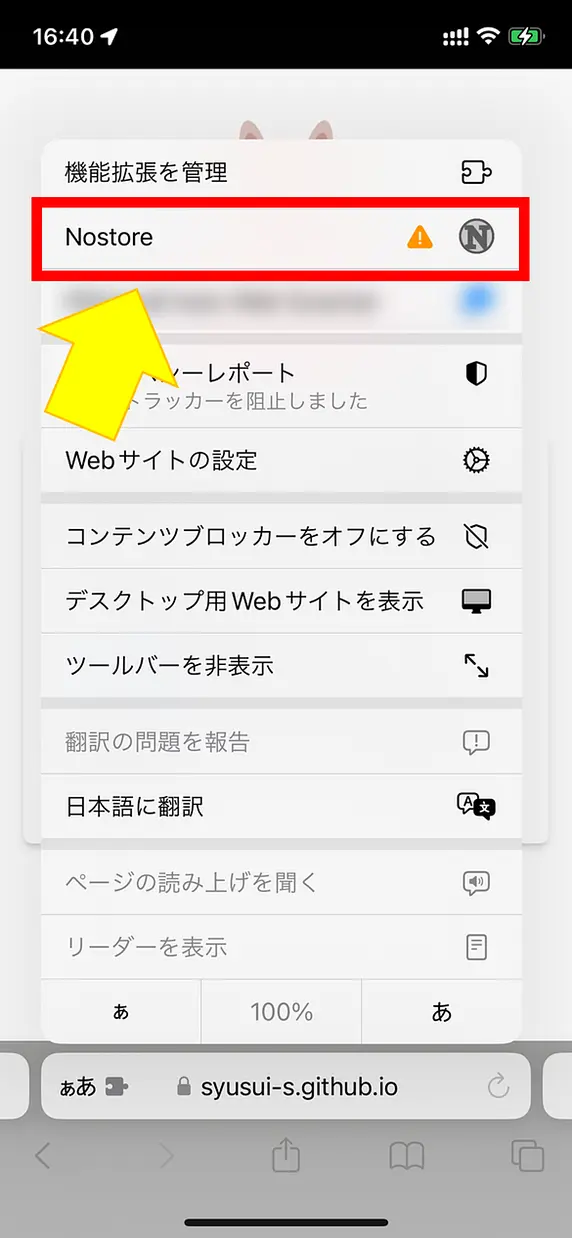 16:40
機能拡張を管理
Nostore
シーレポート
トラッカーを阻止しました
Webサイトの設定
コンテンツブロッカーをオフにする
デスクトップ用Webサイトを表示
ツールバーを非表示
翻訳の問題を報告
日本語に翻訳
ページの読み上げを聞く
リーダーを表示
あ 100% あ
ああ syusui-s.github.io